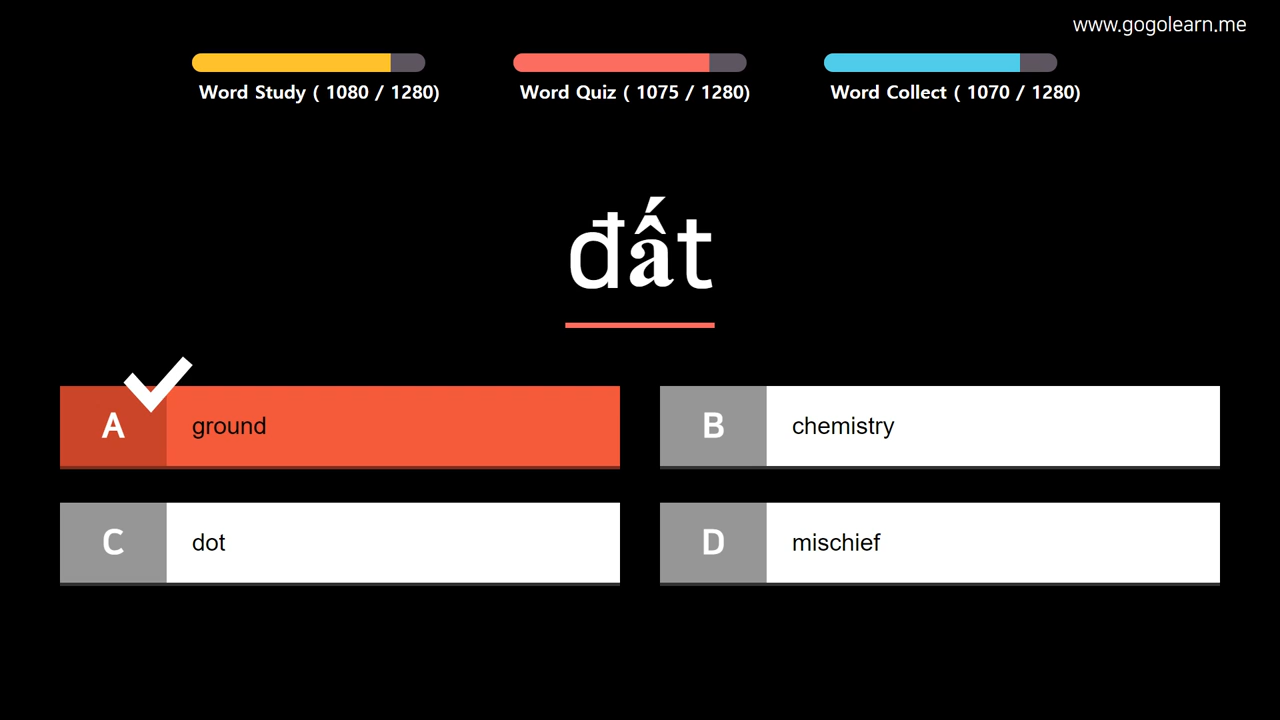 www.gogolearn.me
Word Study ( 1080 / 1280)
Word Quiz ( 1075 / 1280)
Word Collect ( 1070 / 1280)
đất
A ground
B chemistry
C dot
D mischief